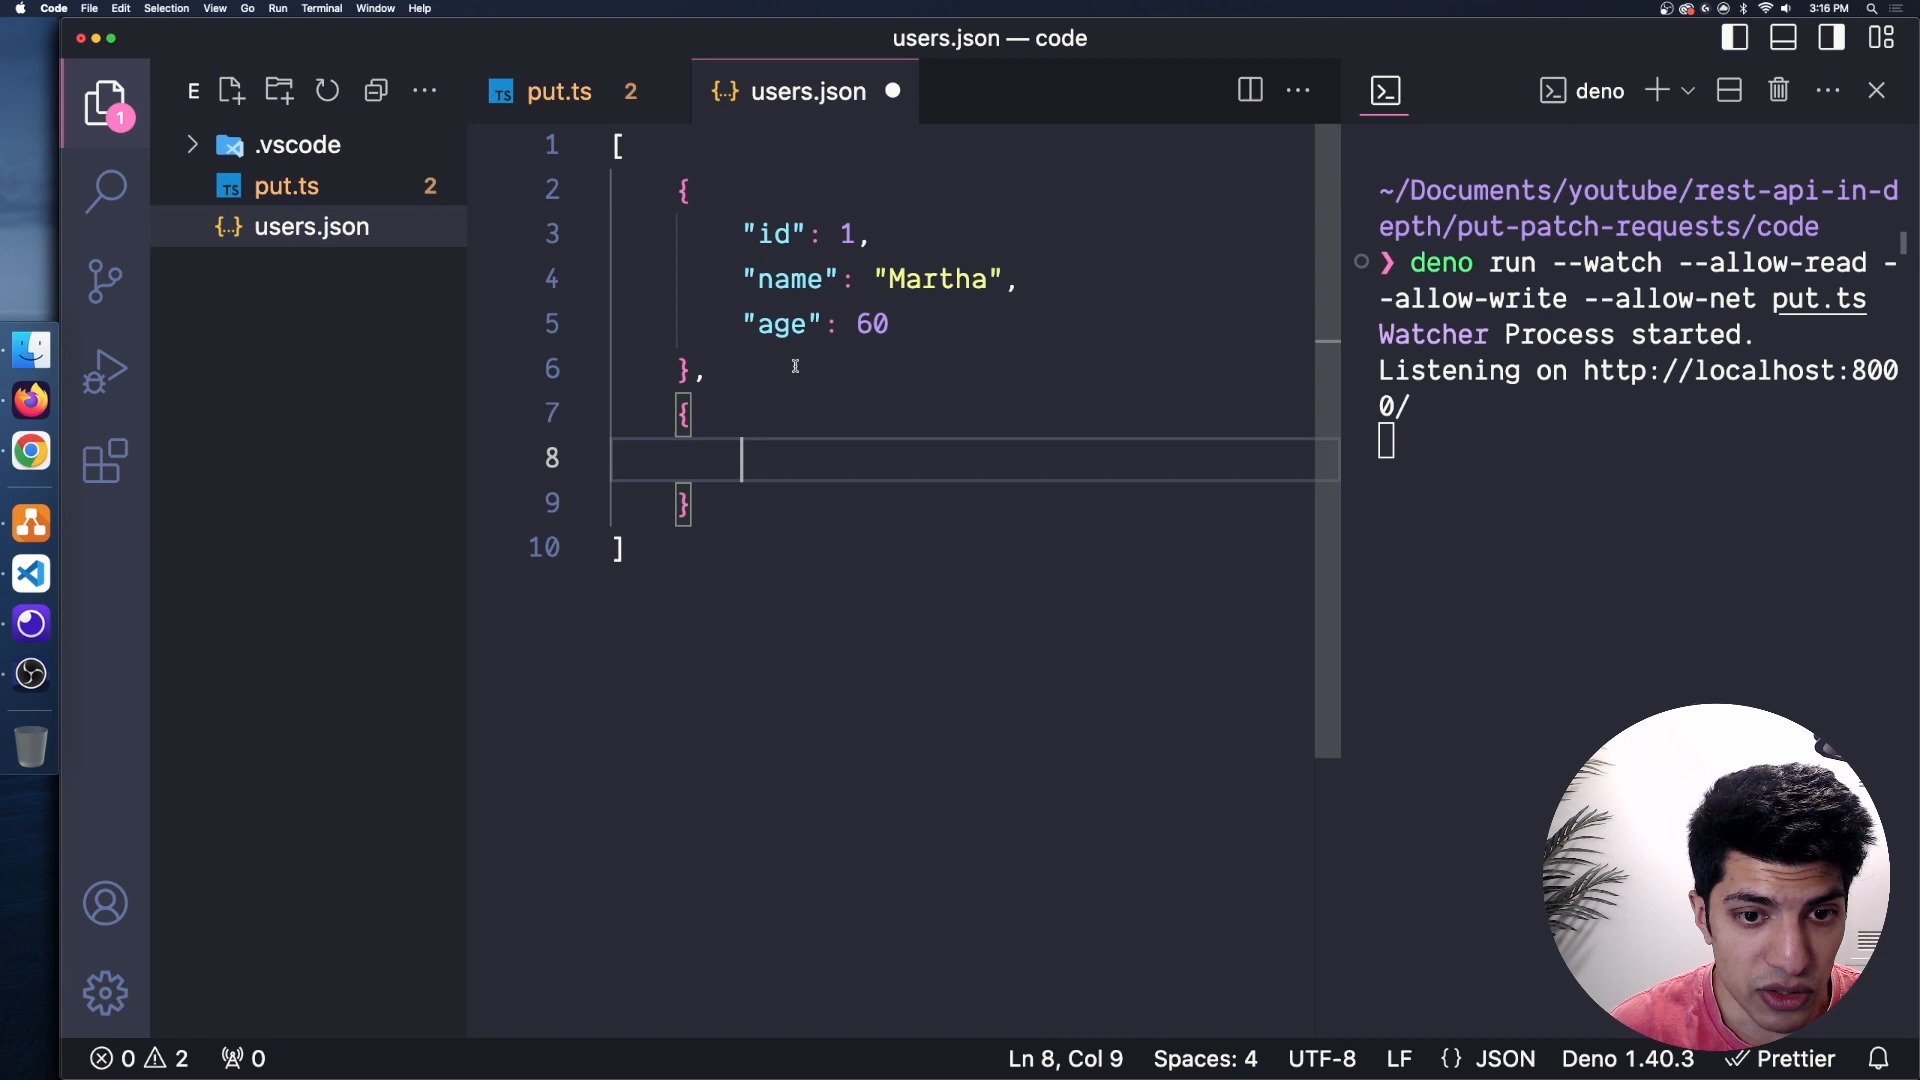 Code File Edit Selection View Go Run Terminal Window Help
3:16 PM
users.json — code
1
E
put.ts 2
{..} users.json
deno
.vscode
TS put.ts 2
{..} users.json
1 [
2 {
3 "id": 1,
4 "name": "Martha",
5 "age": 60
6 },
7 {
8
9 }
10 ]
~/Documents/youtube/rest-api-in-d
epth/put-patch-requests/code
❯ deno run --watch --allow-read -
-allow-write --allow-net put.ts
Watcher Process started.
Listening on http://localhost:800
0/
0 2 0
Ln 8, Col 9 Spaces: 4 UTF-8 LF {} JSON Deno 1.40.3 Prettier